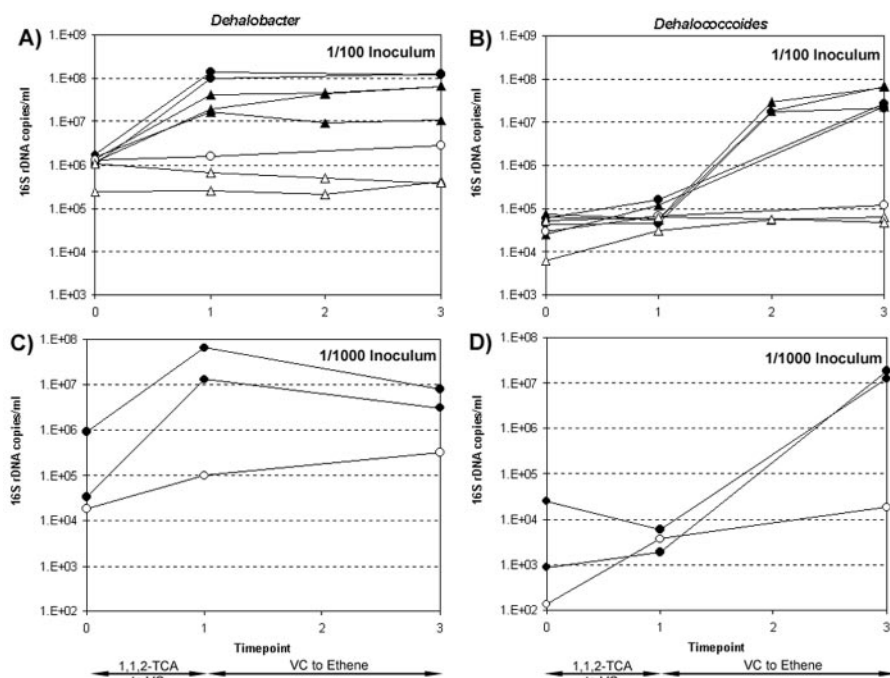 Dehalobacter
Dehalococcoides
A)
1/100 Inoculum
1.E+09
1.E+08
1.E+07
1.E+06
1.E+05
1.E+04
1.E+03
16S rDNA copies/ml
0 1 2 3
B)
1/100 Inoculum
1.E+09
1.E+08
1.E+07
1.E+06
1.E+05
1.E+04
1.E+03
16S rDNA copies/ml
0 1 2 3
C)
1/1000 Inoculum
1.E+08
1.E+07
1.E+06
1.E+05
1.E+04
1.E+03
1.E+02
16S rDNA copies/ml
0 1 2 3
Timepoint
1,1,2-TCA
VC to Ethene
D)
1/1000 Inoculum
1.E+08
1.E+07
1.E+06
1.E+05
1.E+04
1.E+03
1.E+02
16S rDNA copies/ml
0 1 2 3
Timepoint
1,1,2-TCA
VC to Ethene